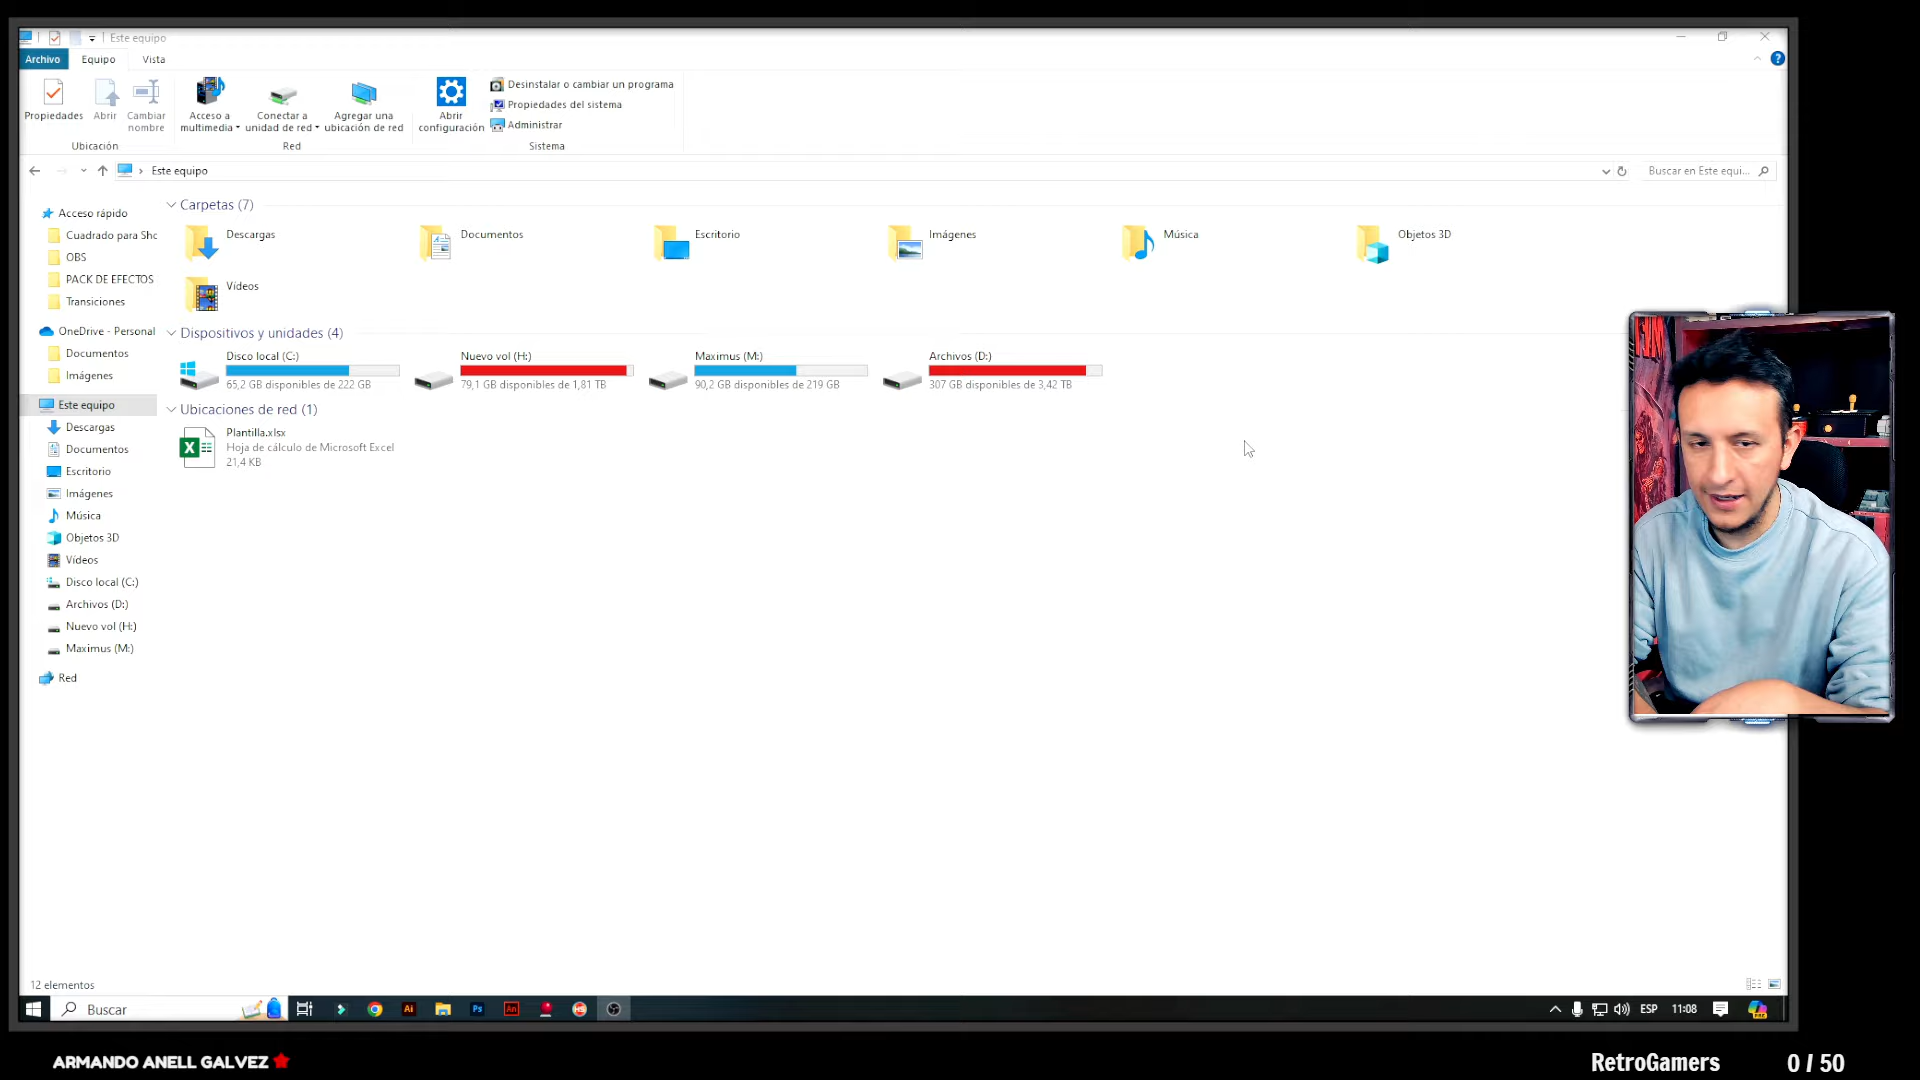 Este equipo
Archivo Equipo Vista
Propiedades
Abrir
Cambiar
nombre
Ubicación
Acceso a
multimedia
Conectar a
unidad de red
Agregar una
ubicación de red
Red
Abrir
configuración
Desinstalar o cambiar un programa
Propiedades del sistema
Administrar
Sistema
Este equipo
Buscar en Este equi...
Acceso rápido
Cuadrado para Shc
OBS
PACK DE EFECTOS
Transiciones
OneDrive - Personal
Documentos
Imágenes
Este equipo
Descargas
Documentos
Escritorio
Imágenes
Música
Objetos 3D
Vídeos
Disco local (C:)
Archivos (D:)
Nuevo vol (H:)
Maximus (M:)
Red
Carpetas (7)
Descargas
Documentos
Escritorio
Imágenes
Música
Objetos 3D
Vídeos
Dispositivos y unidades (4)
Disco local (C:)
65,2 GB disponibles de 222 GB
Nuevo vol (H:)
79,1 GB disponibles de 1,81 TB
Maximus (M:)
90,2 GB disponibles de 219 GB
Archivos (D:)
307 GB disponibles de 3,42 TB
Ubicaciones de red (1)
Plantilla.xlsx
Hoja de cálculo de Microsoft Excel
21,4 KB
12 elementos
Buscar
Ai
Ps
An
ESP
11:08
ARMANDO ANELL GALVEZ
RetroGamers
0 / 50